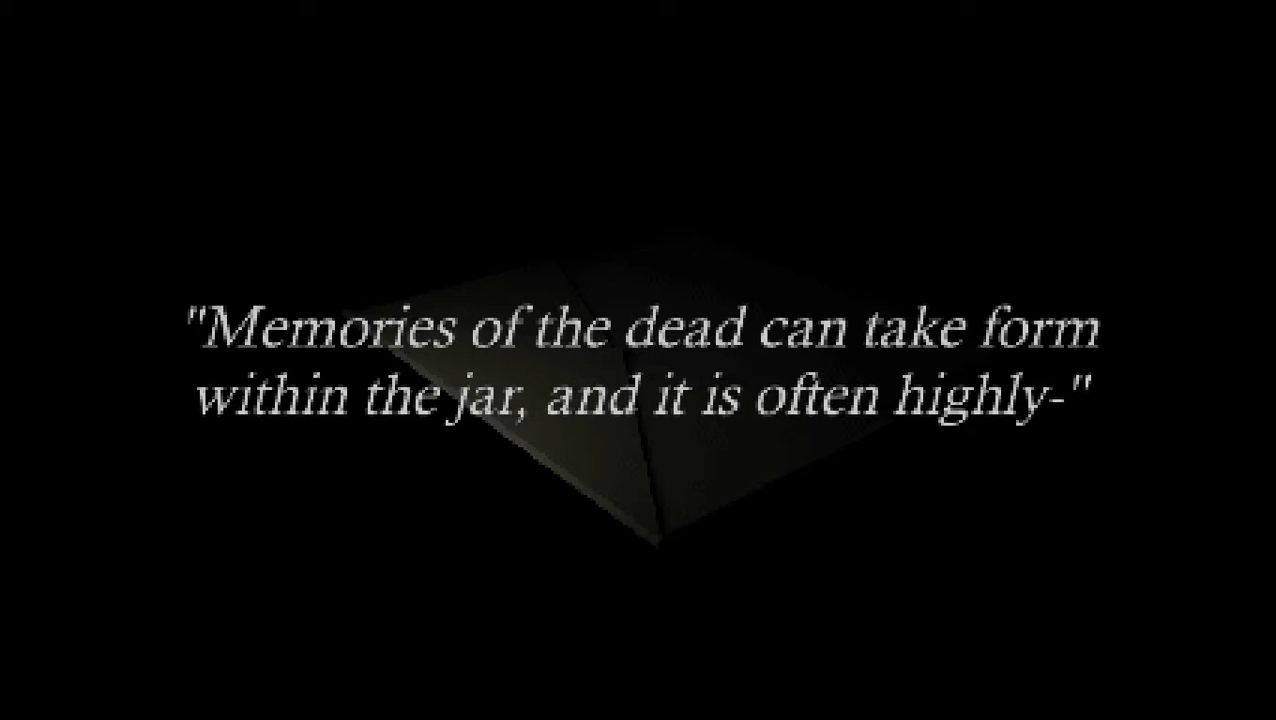 "Memories of the dead can take form
within the jar, and it is often highly-"